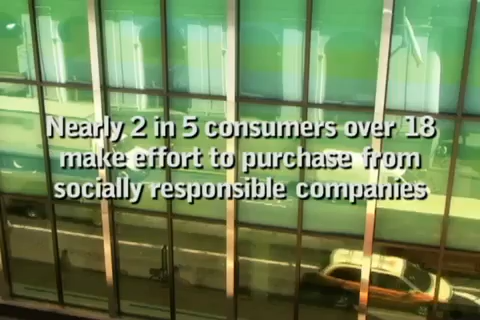 Nearly 2 in 5 consumers over 18
make effort to purchase from
socially responsible companies